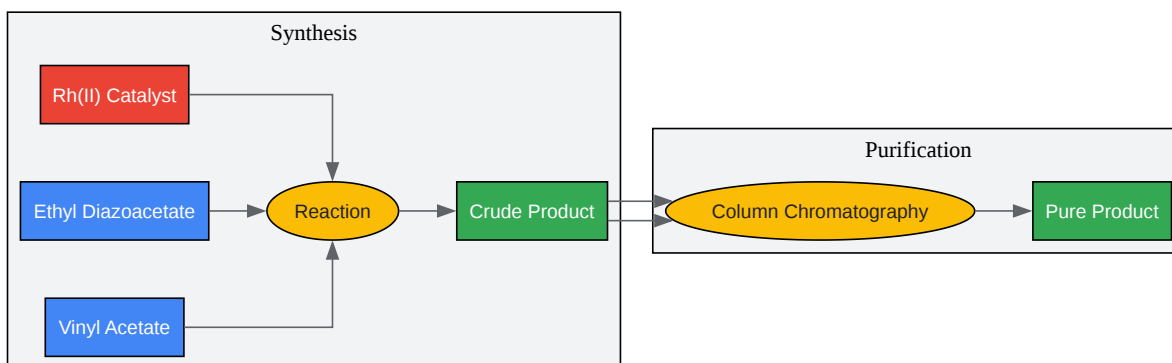 Synthesis
Rh(II) Catalyst
Purification
Ethyl Diazoacetate
Reaction
Crude Product
Column Chromatography
Pure Product
Vinyl Acetate